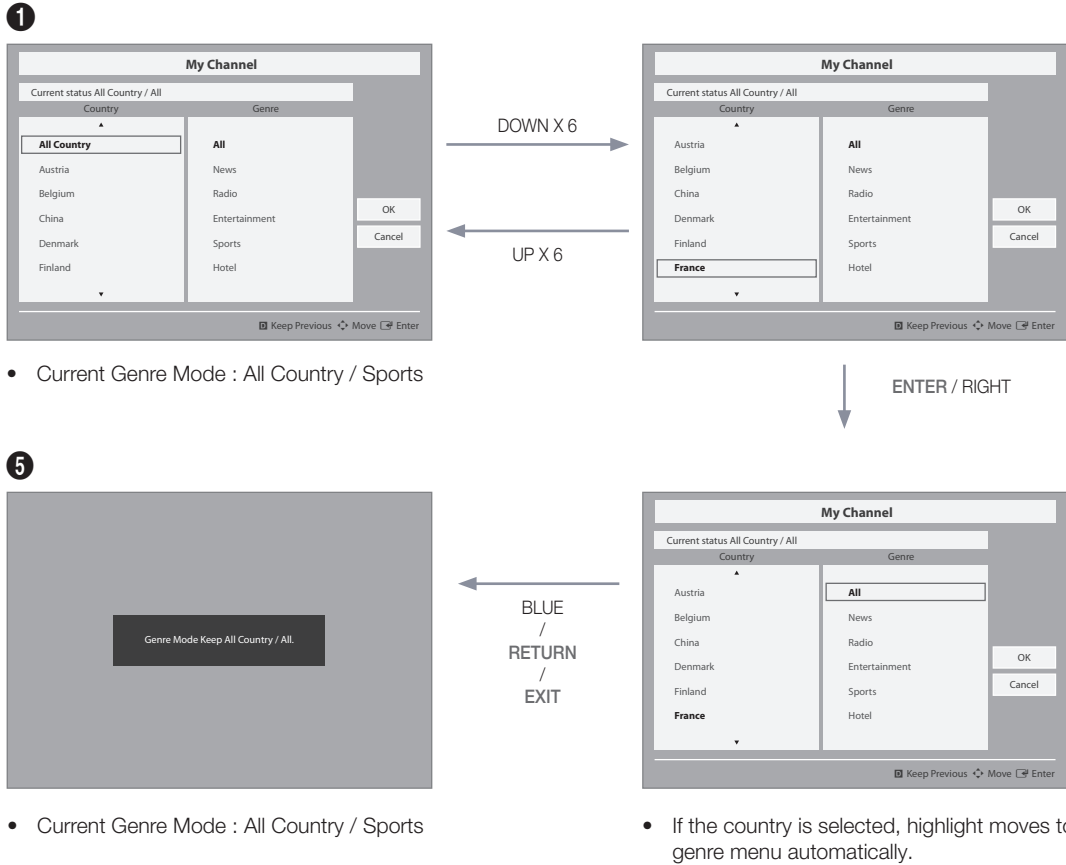 ❶
My Channel
Current status All Country / All
Country Genre
▲
All Country All
Austria News
Belgium Radio
China Entertainment
Denmark Sports
Finland Hotel
▼
OK
Cancel
D Keep Previous Move Enter
DOWN X 6
UP X 6
My Channel
Current status All Country / All
Country Genre
▲
Austria All
Belgium News
China Radio
Denmark Entertainment
Finland Sports
France Hotel
▼
OK
Cancel
D Keep Previous Move Enter
• Current Genre Mode : All Country / Sports
ENTER / RIGHT
❺
Genre Mode Keep All Country / All.
BLUE
/
RETURN
/
EXIT
My Channel
Current status All Country / All
Country Genre
▲
Austria All
Belgium News
China Radio
Denmark Entertainment
Finland Sports
France Hotel
▼
OK
Cancel
D Keep Previous Move Enter
• Current Genre Mode : All Country / Sports
• If the country is selected, highlight moves to
genre menu automatically.